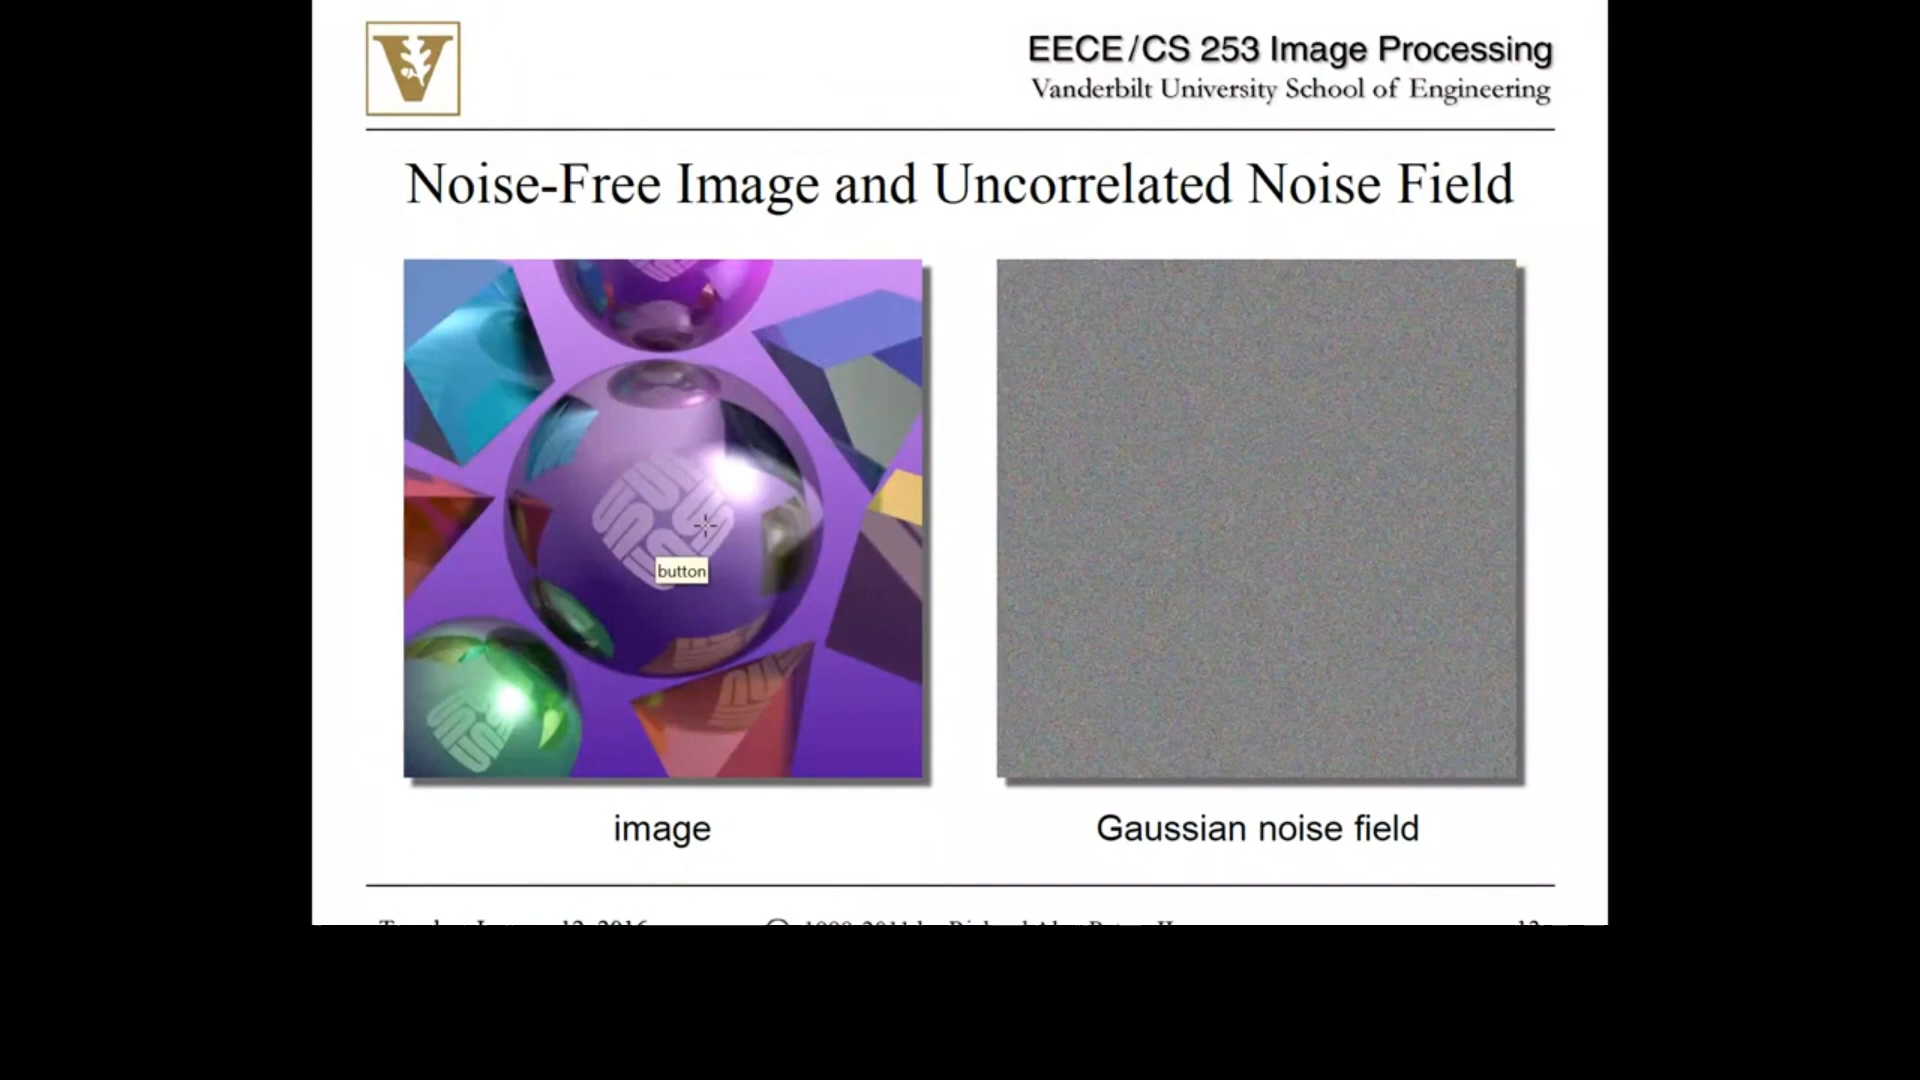 V
EECE/CS 253 Image Processing
Vanderbilt University School of Engineering
Noise-Free Image and Uncorrelated Noise Field
button
image
Gaussian noise field